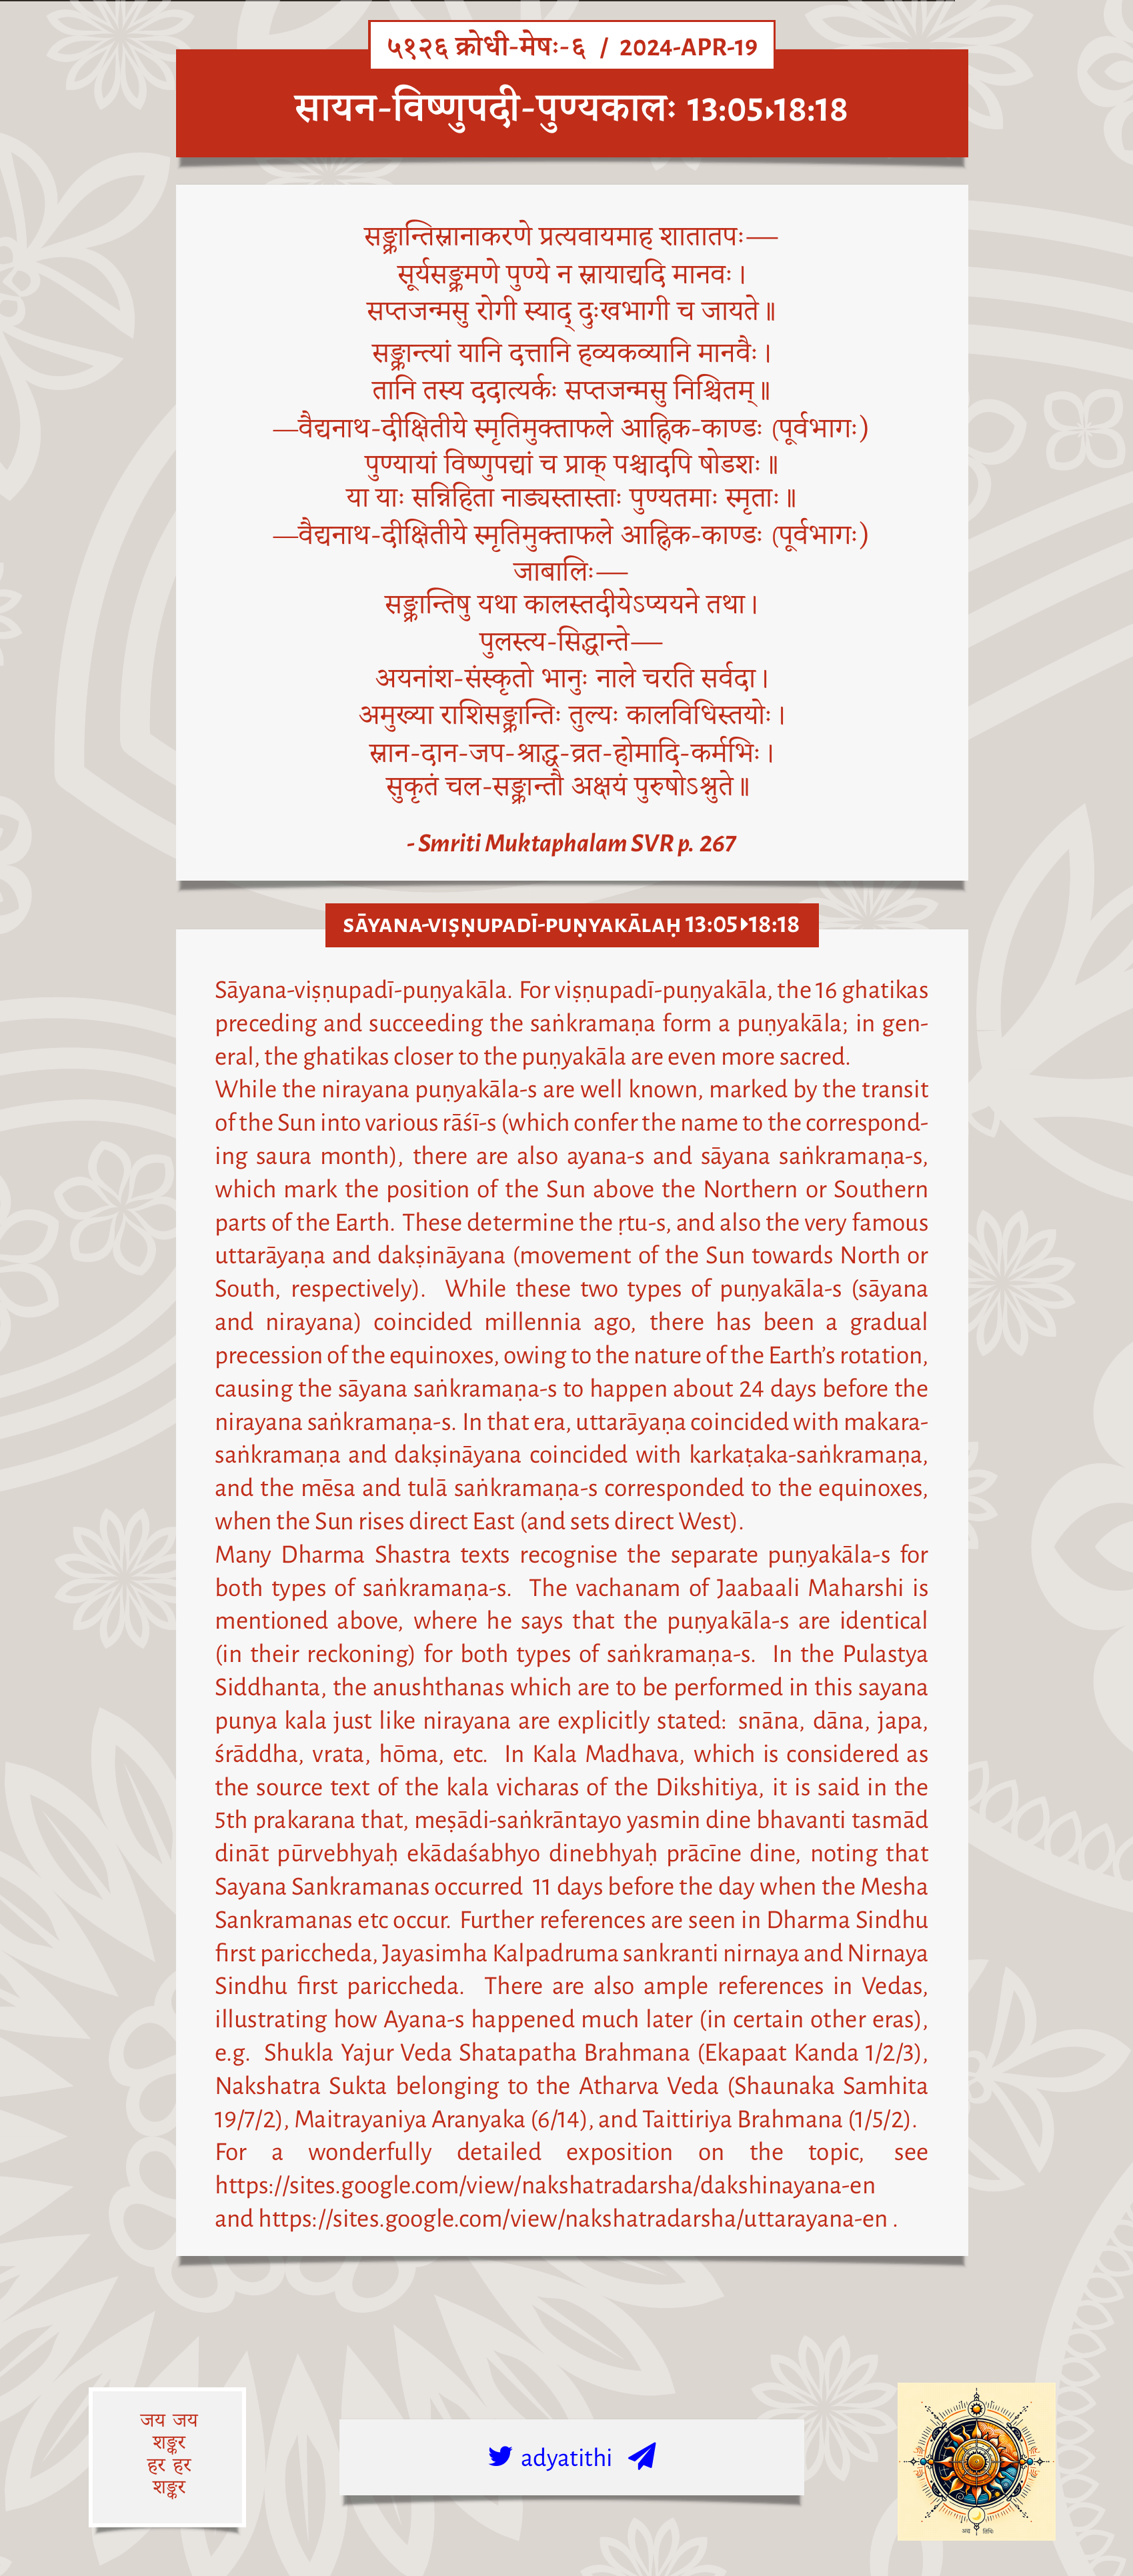 ५१२६ क्रोधी-मेषः-६ / 2024-APR-19
सायन-विष्णुपदी-पुण्यकालः 13:05▸18:18
सङ्क्रान्तिस्नानाकरणे प्रत्यवायमाह शातातपः—
सूर्यसङ्क्रमणे पुण्ये न स्नायाद्यदि मानवः।
सप्तजन्मसु रोगी स्याद् दुःखभागी च जायते॥
सङ्क्रान्त्यां यानि दत्तानि हव्यकव्यानि मानवैः।
तानि तस्य ददात्यर्कः सप्तजन्मसु निश्चितम्॥
—वैद्यनाथ-दीक्षितीये स्मृतिमुक्ताफले आह्निक-काण्डः (पूर्वभागः)
पुण्यायां विष्णुपद्यां च प्राक् पश्चादपि षोडशः॥
या याः सन्निहिता नाड्यस्तास्ताः पुण्यतमाः स्मृताः॥
—वैद्यनाथ-दीक्षितीये स्मृतिमुक्ताफले आह्निक-काण्डः (पूर्वभागः)
जाबालिः—
सङ्क्रान्तिषु यथा कालस्तदीयेऽप्ययने तथा।
पुलस्त्य-सिद्धान्ते—
अयनांश-संस्कृतो भानुः नाले चरति सर्वदा।
अमुख्या राशिसङ्क्रान्तिः तुल्यः कालविधिस्तयोः।
स्नान-दान-जप-श्राद्ध-व्रत-होमादि-कर्मभिः।
सुकृतं चल-सङ्क्रान्तौ अक्षयं पुरुषोऽश्नुते॥
- Smriti Muktaphalam SVR p. 267
SĀYANA-VIṢṆUPADĪ-PUṆYAKĀLAḤ 13:05▸18:18
Sāyana-viṣṇupadī-puṇyakāla. For viṣṇupadī-puṇyakāla, the 16 ghatikas
preceding and succeeding the saṅkramaṇa form a puṇyakāla; in gen-
eral, the ghatikas closer to the puṇyakāla are even more sacred.
While the nirayana puṇyakāla-s are well known, marked by the transit
of the Sun into various rāśī-s (which confer the name to the correspond-
ing saura month), there are also ayana-s and sāyana saṅkramaṇa-s,
which mark the position of the Sun above the Northern or Southern
parts of the Earth. These determine the ṛtu-s, and also the very famous
uttarāyaṇa and dakṣināyana (movement of the Sun towards North or
South, respectively). While these two types of puṇyakāla-s (sāyana
and nirayana) coincided millennia ago, there has been a gradual
precession of the equinoxes, owing to the nature of the Earth's rotation,
causing the sāyana saṅkramaṇa-s to happen about 24 days before the
nirayana saṅkramaṇa-s. In that era, uttarāyaṇa coincided with makara-
saṅkramaṇa and dakṣināyana coincided with karkaṭaka-saṅkramaṇa,
and the mēsa and tulā saṅkramaṇa-s corresponded to the equinoxes,
when the Sun rises direct East (and sets direct West).
Many Dharma Shastra texts recognise the separate puṇyakāla-s for
both types of saṅkramaṇa-s. The vachanam of Jaabaali Maharshi is
mentioned above, where he says that the puṇyakāla-s are identical
(in their reckoning) for both types of saṅkramaṇa-s. In the Pulastya
Siddhanta, the anushthanas which are to be performed in this sayana
punya kala just like nirayana are explicitly stated: snāna, dāna, japa,
śrāddha, vrata, hōma, etc. In Kala Madhava, which is considered as
the source text of the kala vicharas of the Dikshitiya, it is said in the
5th prakarana that, meṣādi-saṅkrāntayo yasmin dine bhavanti tasmād
dināt pūrvebhyaḥ ekādaśabhyo dinebhyaḥ prācīne dine, noting that
Sayana Sankramanas occurred 11 days before the day when the Mesha
Sankramanas etc occur. Further references are seen in Dharma Sindhu
first pariccheda, Jayasimha Kalpadruma sankranti nirnaya and Nirnaya
Sindhu first pariccheda. There are also ample references in Vedas,
illustrating how Ayana-s happened much later (in certain other eras),
e.g. Shukla Yajur Veda Shatapatha Brahmana (Ekapaat Kanda 1/2/3),
Nakshatra Sukta belonging to the Atharva Veda (Shaunaka Samhita
19/7/2), Maitrayaniya Aranyaka (6/14), and Taittiriya Brahmana (1/5/2).
For a wonderfully detailed exposition on the topic, see
https://sites.google.com/view/nakshatradarsha/dakshinayana-en
and https://sites.google.com/view/nakshatradarsha/uttarayana-en .
जय जय
शङ्कर
हर हर
शङ्कर
adyatithi
अद्य तिथिः